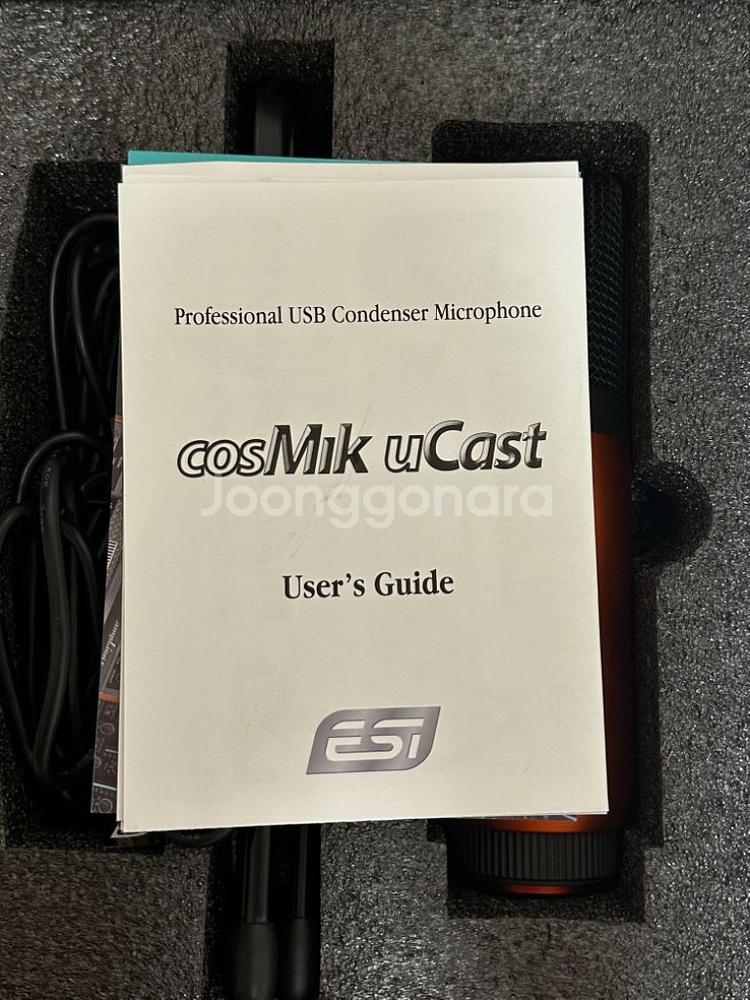 Professional USB Condenser Microphone
cosMik uCast
Joonggonara
User's Guide
ESI